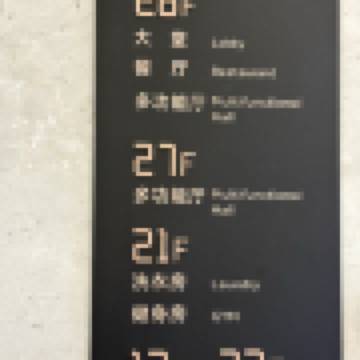 28F
大堂 Lobby
餐厅 Restaurant
多功能厅 Multifunctional
Hall
27F
多功能厅 Multifunctional
Hall
21F
洗衣房 Laundry
健身房 GYM